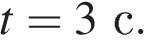 t = 3 с.